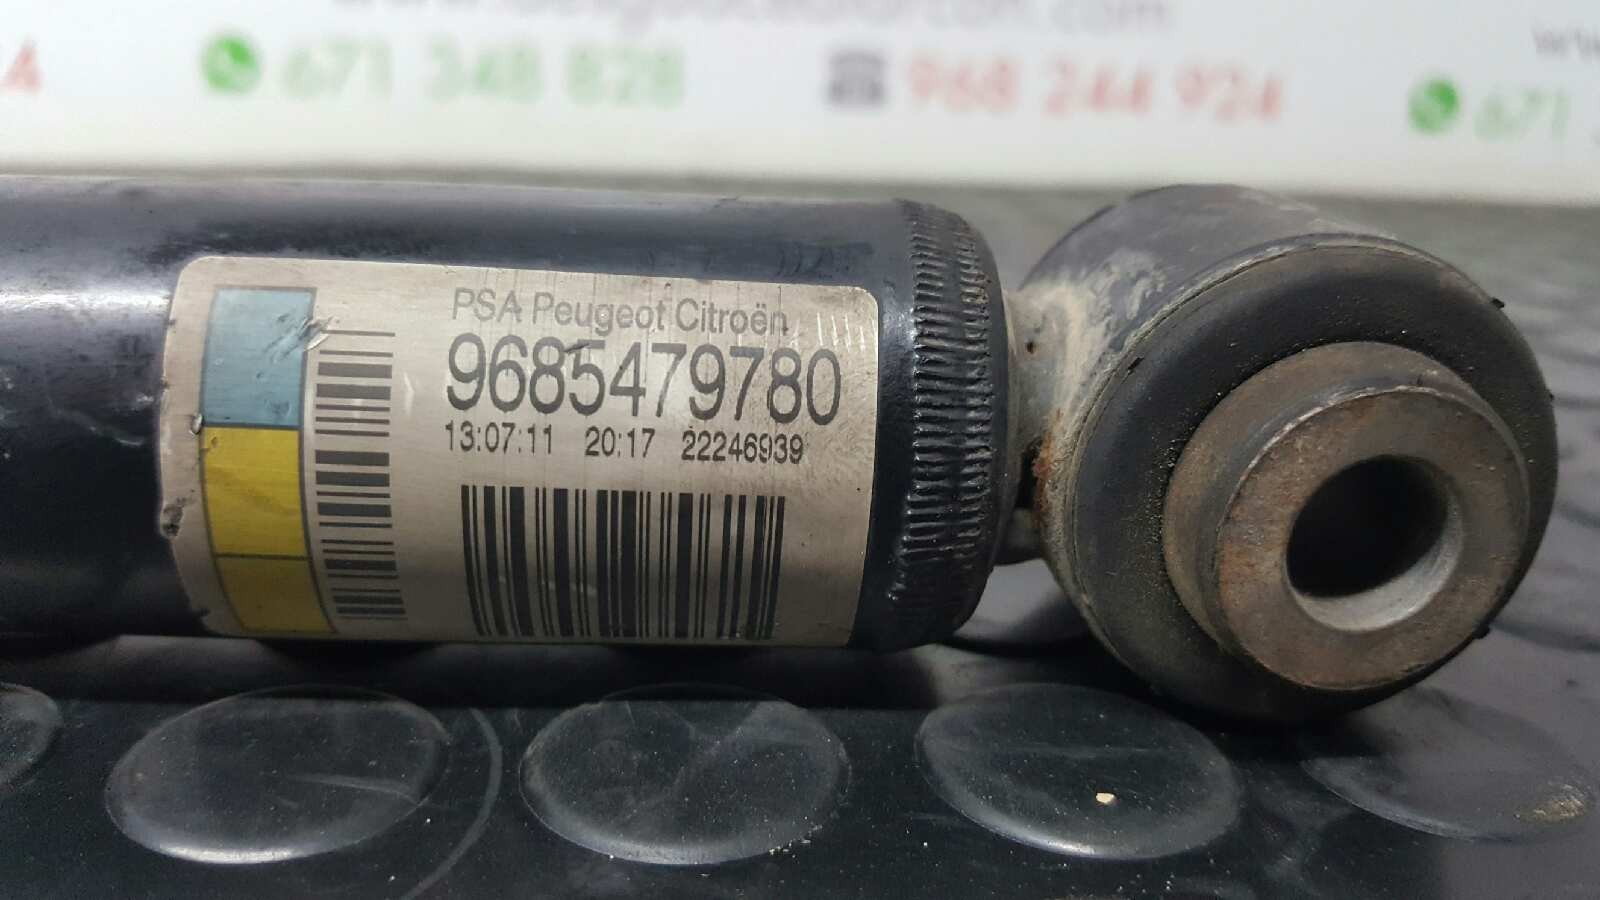 671 348 828 968 244 924
PSA Peugeot Citroën
9685479780
13:07:11 20:17 22246939